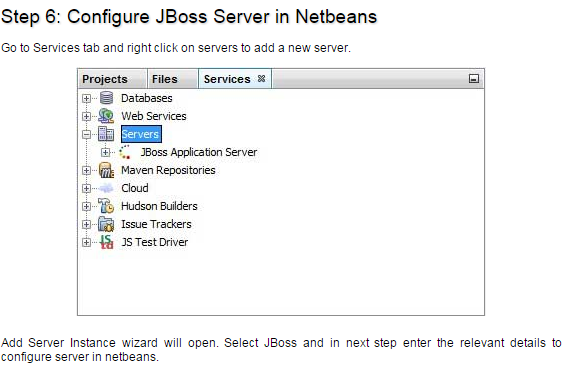 Step 6: Configure JBoss Server in Netbeans
Go to Services tab and right click on servers to add a new server.
Projects Files Services
Databases
Web Services
Servers
JBoss Application Server
Maven Repositories
Cloud
Hudson Builders
Issue Trackers
JS Test Driver
Add Server Instance wizard will open. Select JBoss and in next step enter the relevant details to
configure server in netbeans.